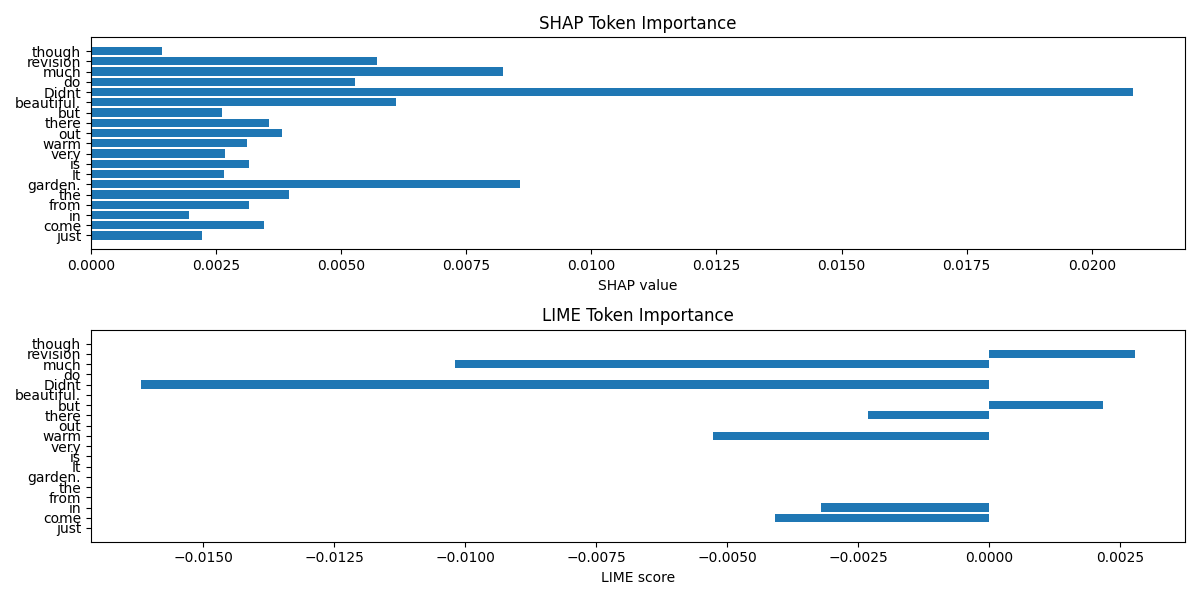 SHAP Token Importance
though
revision
much
do
Didnt
beautiful.
but
there
out
warm
very
is
it
garden.
the
from
in
come
just
0.0000 0.0025 0.0050 0.0075 0.0100 0.0125 0.0150 0.0175 0.0200
SHAP value
LIME Token Importance
though
revision
much
do
Didnt
beautiful.
but
there
out
warm
very
is
it
garden.
the
from
in
come
just
−0.0150 −0.0125 −0.0100 −0.0075 −0.0050 −0.0025 0.0000 0.0025
LIME score